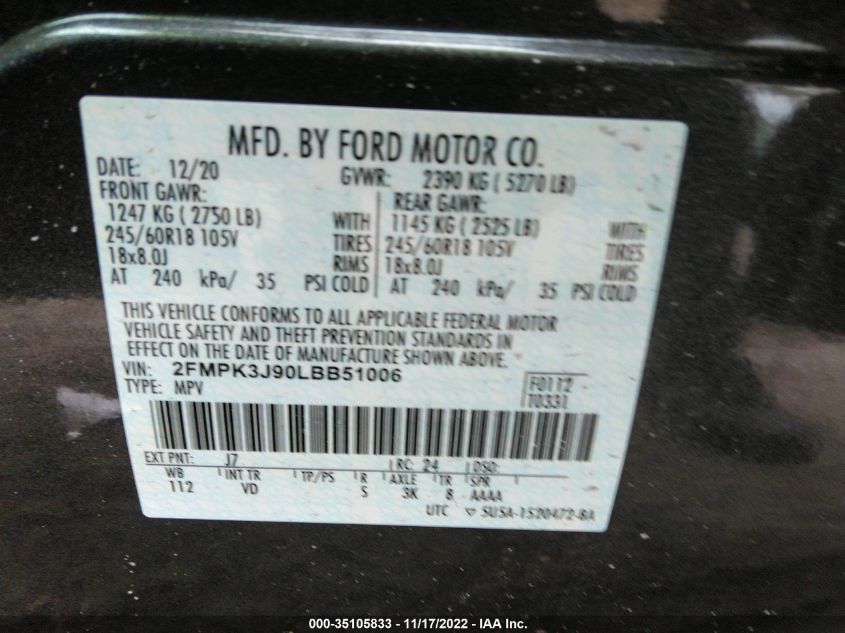 MFD. BY FORD MOTOR CO.
DATE: 12/20 GVWR: 2390 KG ( 5270 LB)
FRONT GAWR: REAR GAWR:
1247 KG ( 2750 LB) WITH 1145 KG ( 2525 LB) WITH
245/60R18 105V TIRES 245/60R18 105V TIRES
18x8.0J RIMS 18x8.0J RIMS
AT 240 kPa/ 35 PSI COLD AT 240 kPa/ 35 PSI COLD
THIS VEHICLE CONFORMS TO ALL APPLICABLE FEDERAL MOTOR
VEHICLE SAFETY AND THEFT PREVENTION STANDARDS IN
EFFECT ON THE DATE OF MANUFACTURE SHOWN ABOVE.
VIN: 2FMPK3J90LBB51006 F0112
TYPE: MPV T0331
EXT PNT: J7 RC: 24 DSO:
WB INT TR TP/PS R AXLE TR SPR
112 VD S 3K 8 AAAA
UTC ▽ 5U5A-1520472-BA
000-35105833 - 11/17/2022 - IAA Inc.